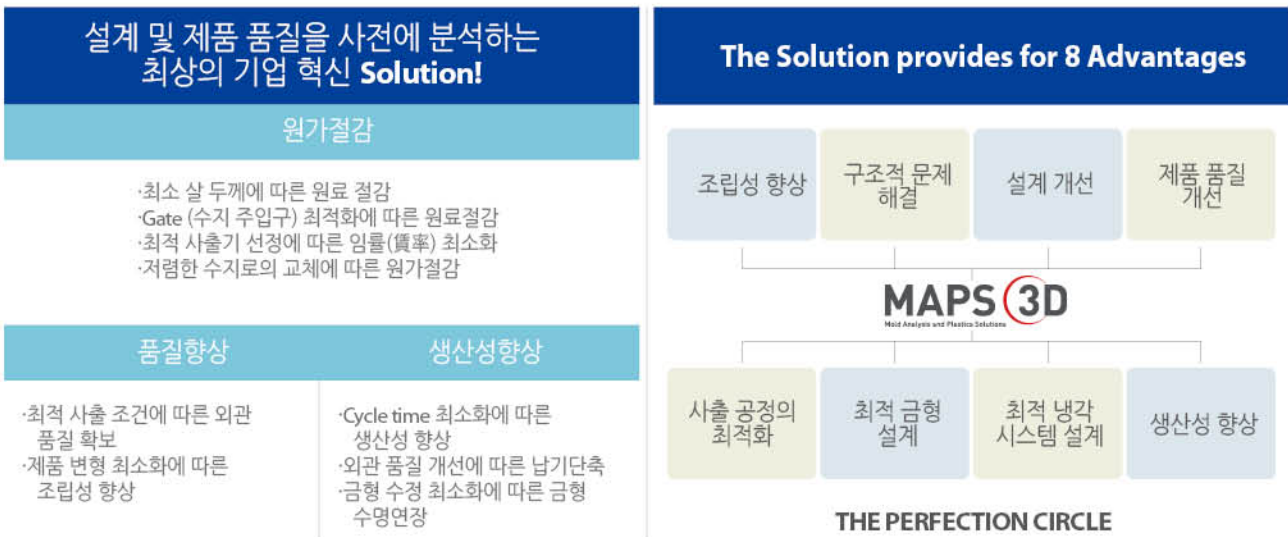 설계 및 제품 품질을 사전에 분석하는
최상의 기업 혁신 Solution!
원가절감
·최소 살 두께에 따른 원료 절감
·Gate (수지 주입구) 최적화에 따른 원료절감
·최적 사출기 선정에 따른 임률(賃率) 최소화
·저렴한 수지로의 교체에 따른 원가절감
품질향상
·최적 사출 조건에 따른 외관
품질 확보
·제품 변형 최소화에 따른
조립성 향상
생산성향상
·Cycle time 최소화에 따른
생산성 향상
·외관 품질 개선에 따른 납기단축
·금형 수정 최소화에 따른 금형
수명연장
The Solution provides for 8 Advantages
조립성 향상
구조적 문제
해결
설계 개선
제품 품질
개선
MAPS 3D
Mold Analysis and Plastics Solutions
사출 공정의
최적화
최적 금형
설계
최적 냉각
시스템 설계
생산성 향상
THE PERFECTION CIRCLE